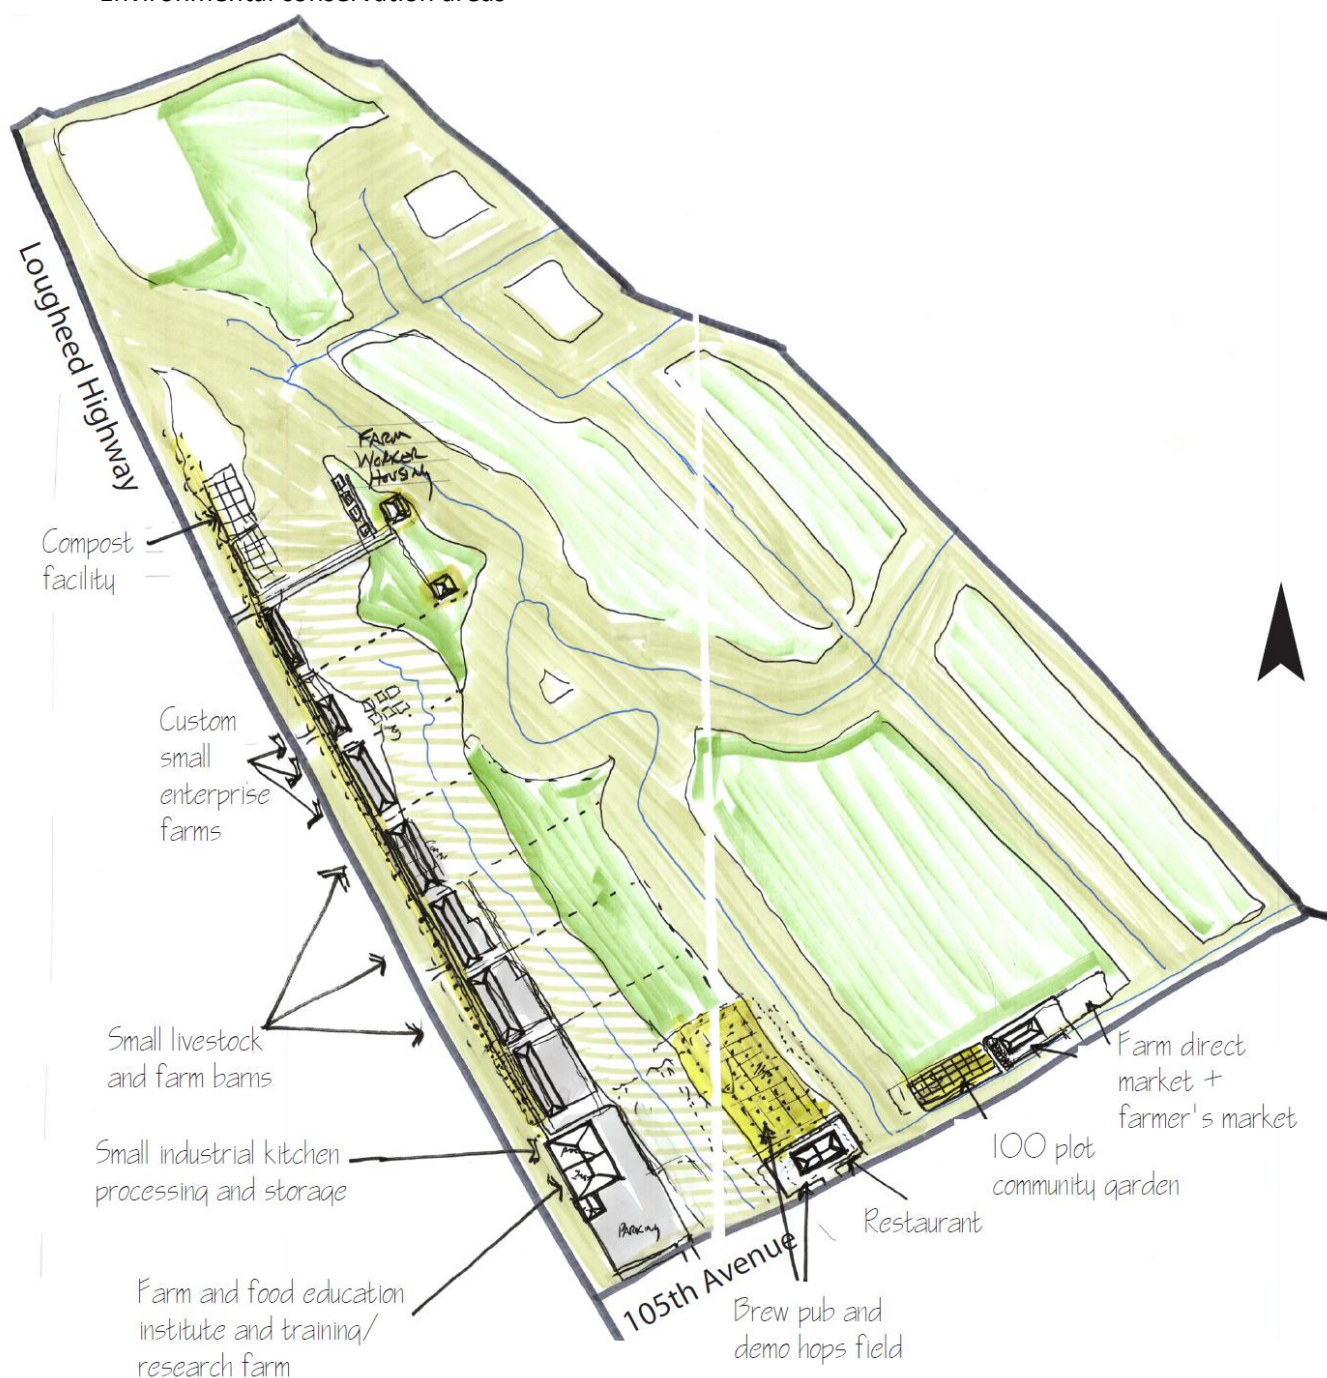 Environmental conservation areas
Lougheed Highway
FARM
WORKER
HOUSING
Compost
facility
Custom
small
enterprise
farms
Small livestock
and farm barns
Small industrial kitchen
processing and storage
Farm and food education
institute and training/
research farm
PARKING
105th Avenue
Brew pub and
demo hops field
Restaurant
100 plot
community garden
Farm direct
market +
farmer's market